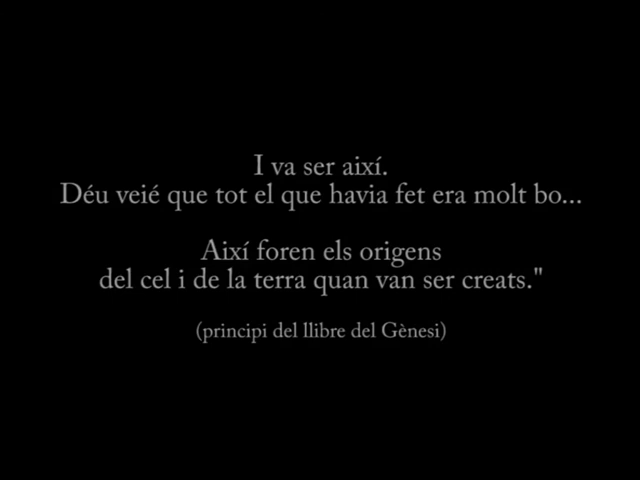 I va ser així.
Déu veié que tot el que havia fet era molt bo...
Així foren els orígens
del cel i de la terra quan van ser creats."
(principi del llibre del Gènesi)